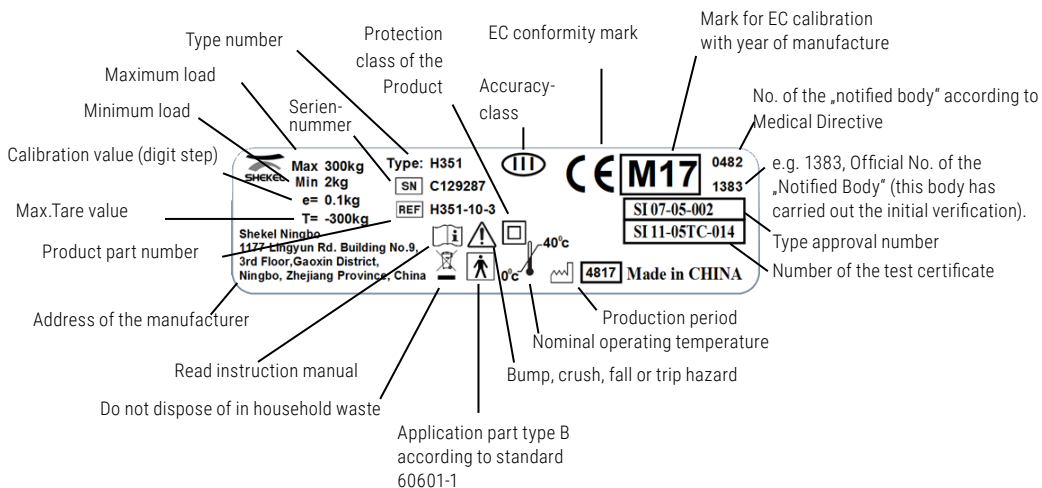 Type number
Protection
class of the
Product
EC conformity mark
Mark for EC calibration
with year of manufacture
Maximum load
Minimum load
Serien-
nummer
Accuracy-
class
No. of the „notified body“ according to
Medical Directive
Calibration value (digit step)
Max.Tare value
Product part number
e.g. 1383, Official No. of the
„Notified Body“ (this body has
carried out the initial verification).
Type approval number
Number of the test certificate
SHEKEL
Max 300kg
Min 2kg
e= 0.1kg
T= -300kg
Type: H351
SN C129287
REF H351-10-3
III
CE M17 0482
1383
SI 07-05-002
SI 11-05TC-014
Shekel Ningbo
1177 Lingyun Rd. Building No.9,
3rd Floor,Gaoxin District,
Ningbo, Zhejiang Province, China
40°c
0°c
4817 Made in CHINA
Address of the manufacturer
Production period
Nominal operating temperature
Read instruction manual
Bump, crush, fall or trip hazard
Do not dispose of in household waste
Application part type B
according to standard
60601-1